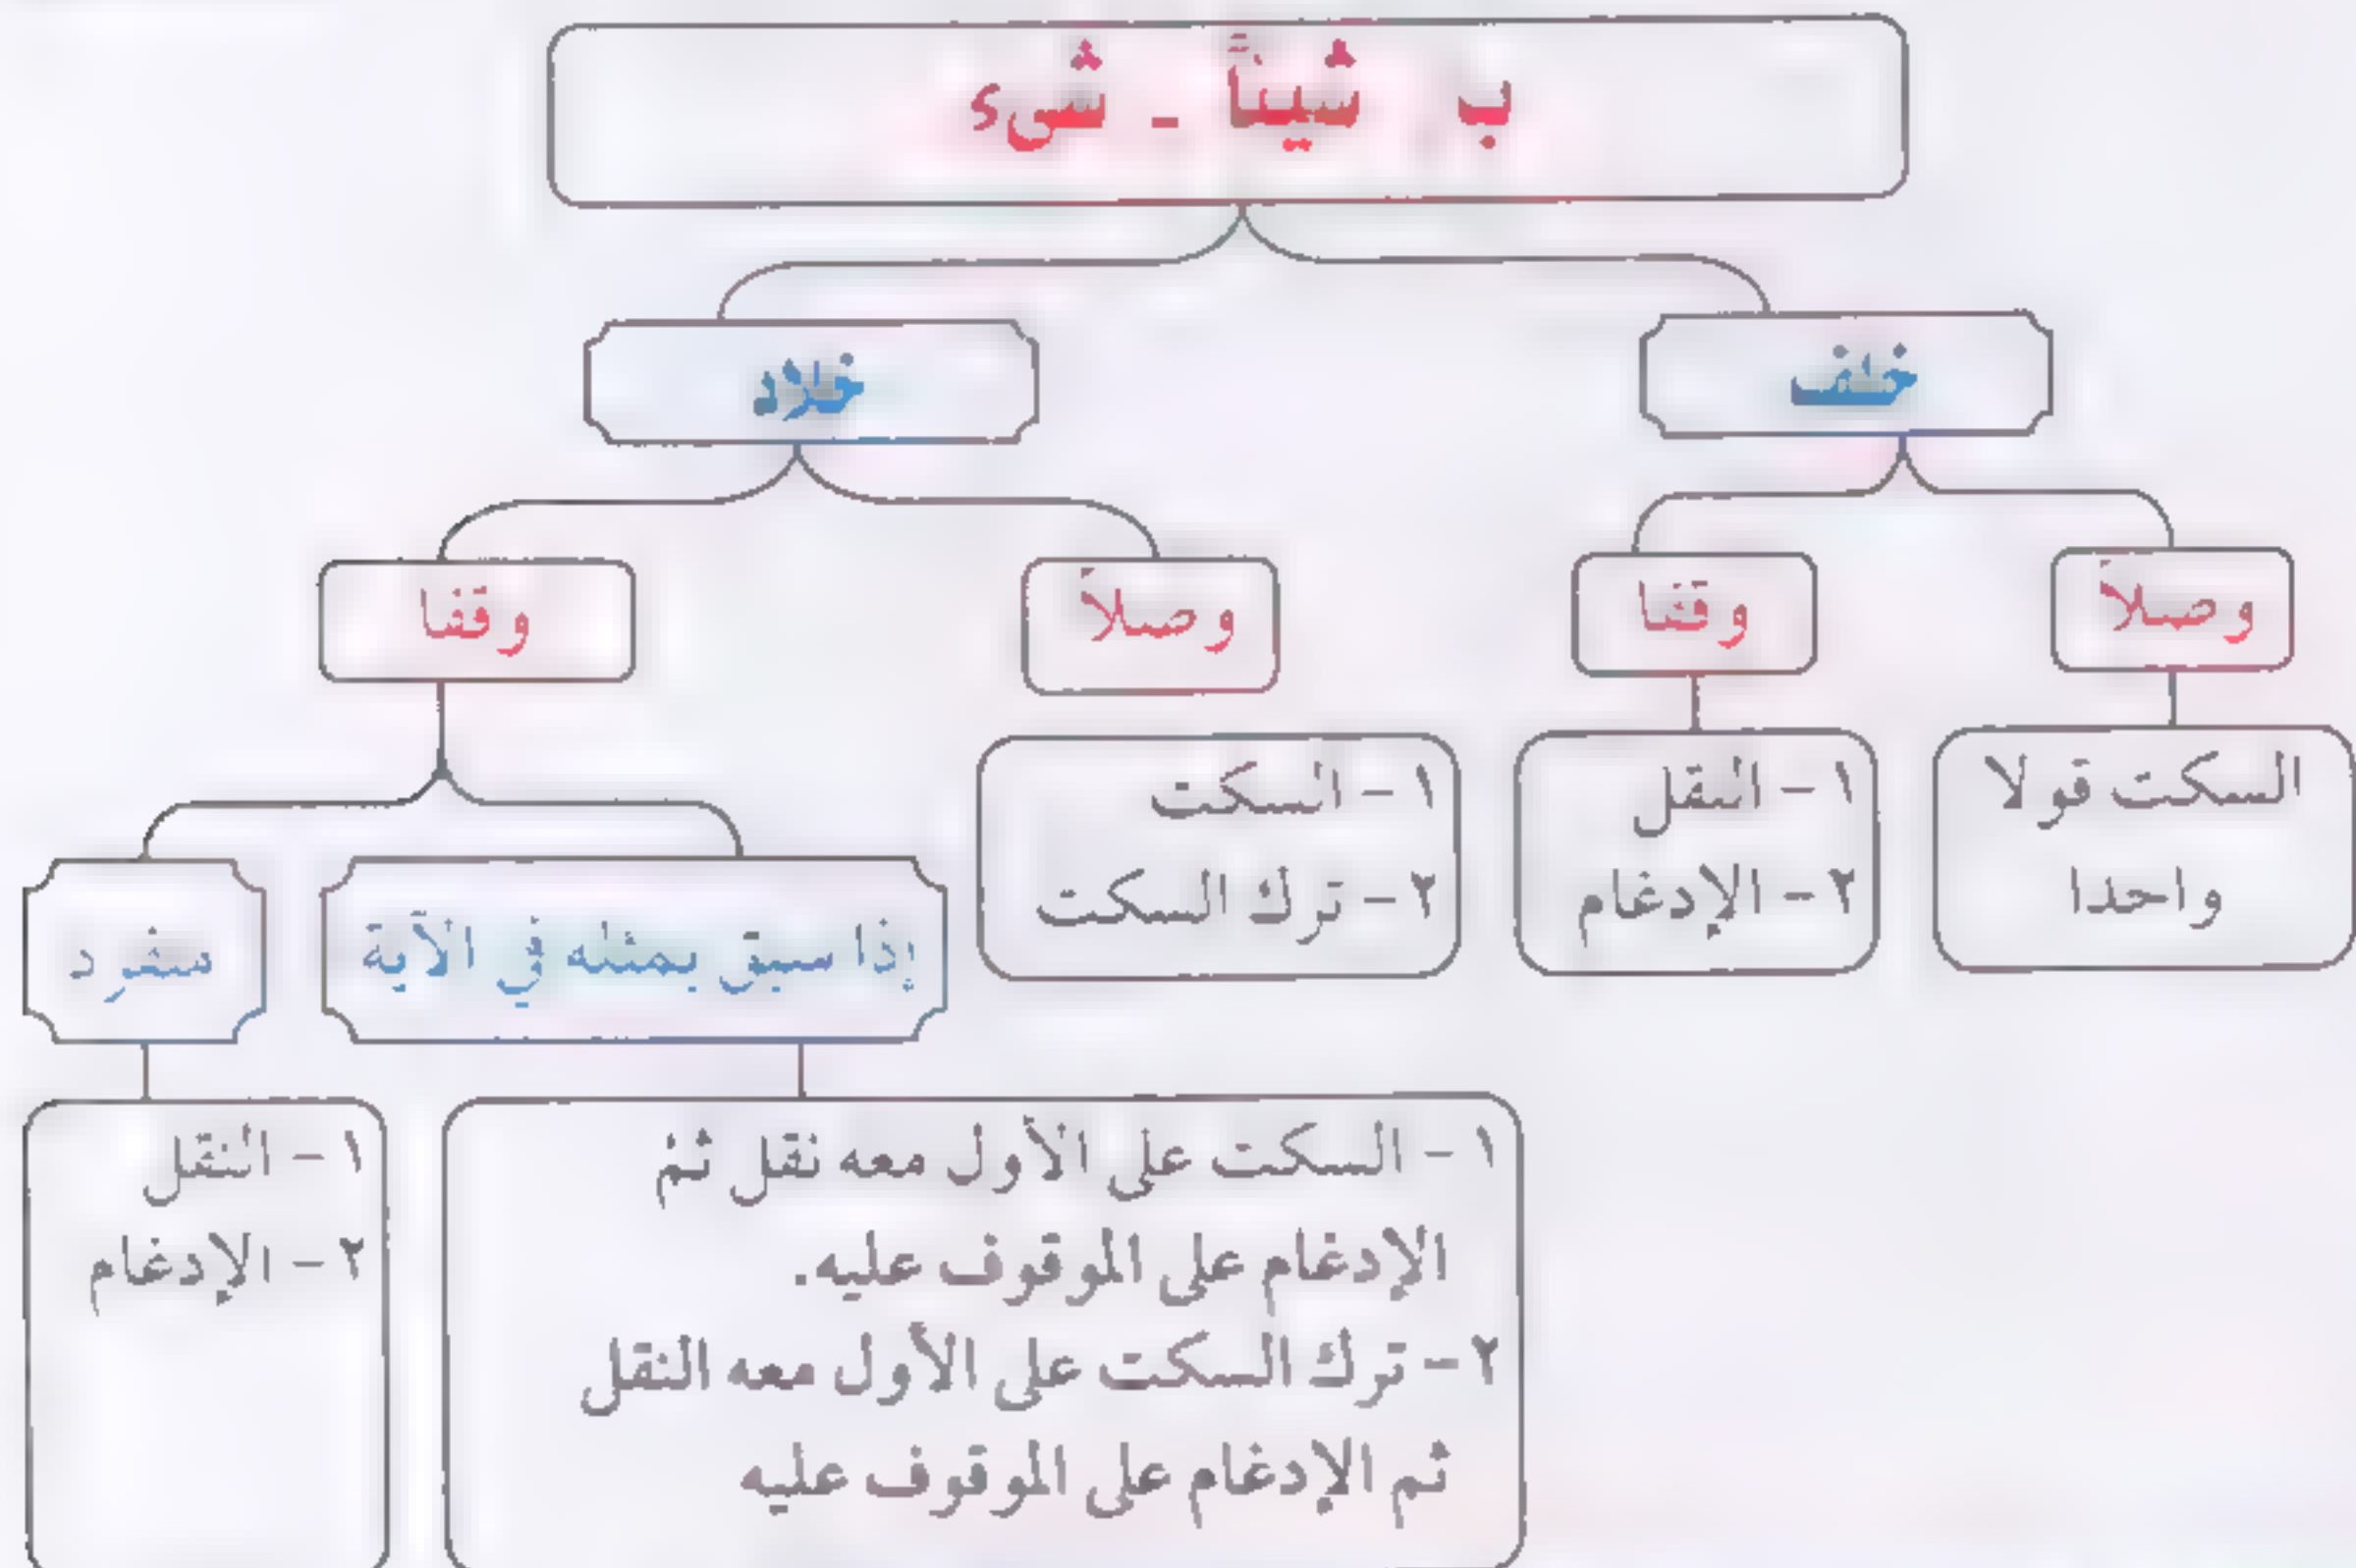 ب شيئاً - شيء
خلف
خلاد
وصلاً
وقفا
وصلاً
وقفا
السكت قولا
واحدا
١ - النقل
٢ - الإدغام
١ - السكت
٢ - ترك السكت
إذا سبق بمثله في الآية
منفرد
١ - السكت على الأول معه نقل ثم
الإدغام على الموقوف عليه.
٢ - ترك السكت على الأول معه النقل
ثم الإدغام على الموقوف عليه
١ - النقل
٢ - الإدغام